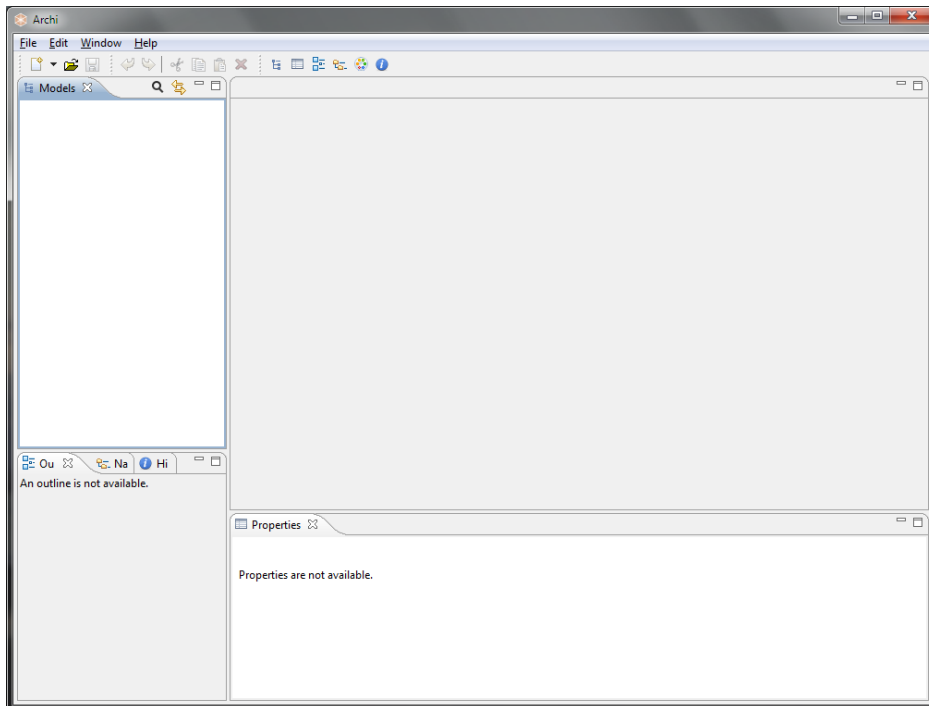 Archi
File Edit Window Help
Models
Ou Na Hi
An outline is not available.
Properties
Properties are not available.